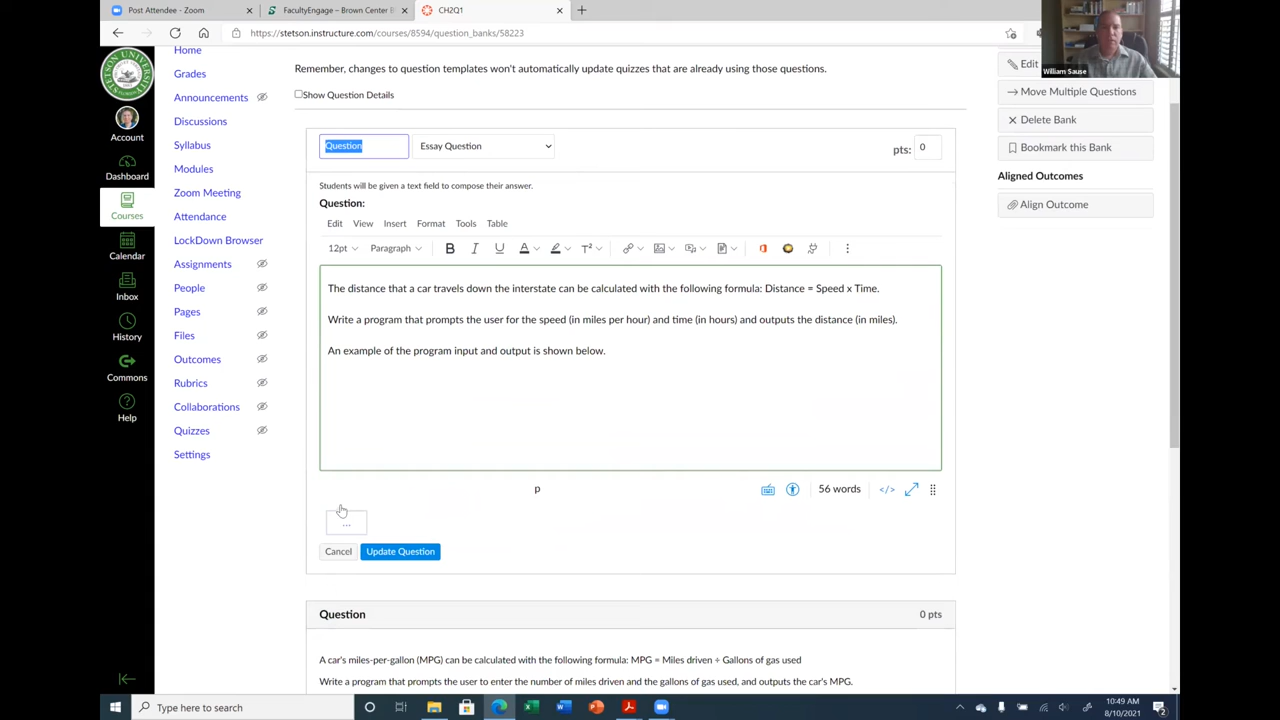 Post Attendee - Zoom
FacultyEngage – Brown Center
CH2Q1
https://stetson.instructure.com/courses/8594/question_banks/58223
William Sause
STETSON UNIVERSITY
Account
Dashboard
Courses
Calendar
Inbox
History
Commons
Help
Home
Grades
Announcements
Discussions
Syllabus
Modules
Zoom Meeting
Attendance
LockDown Browser
Assignments
People
Pages
Files
Outcomes
Rubrics
Collaborations
Quizzes
Settings
Remember, changes to question templates won't automatically update quizzes that are already using those questions.
Show Question Details
Question
Essay Question
pts: 0
Students will be given a text field to compose their answer.
Question:
Edit View Insert Format Tools Table
12pt Paragraph B I U A T²
The distance that a car travels down the interstate can be calculated with the following formula: Distance = Speed x Time.
Write a program that prompts the user for the speed (in miles per hour) and time (in hours) and outputs the distance (in miles).
An example of the program input and output is shown below.
p
56 words
</>
...
Cancel Update Question
Question 0 pts
A car's miles-per-gallon (MPG) can be calculated with the following formula: MPG = Miles driven ÷ Gallons of gas used
Write a program that prompts the user to enter the number of miles driven and the gallons of gas used, and outputs the car's MPG.
Edit
Move Multiple Questions
Delete Bank
Bookmark this Bank
Aligned Outcomes
Align Outcome
Type here to search
10:49 AM
8/10/2021
2